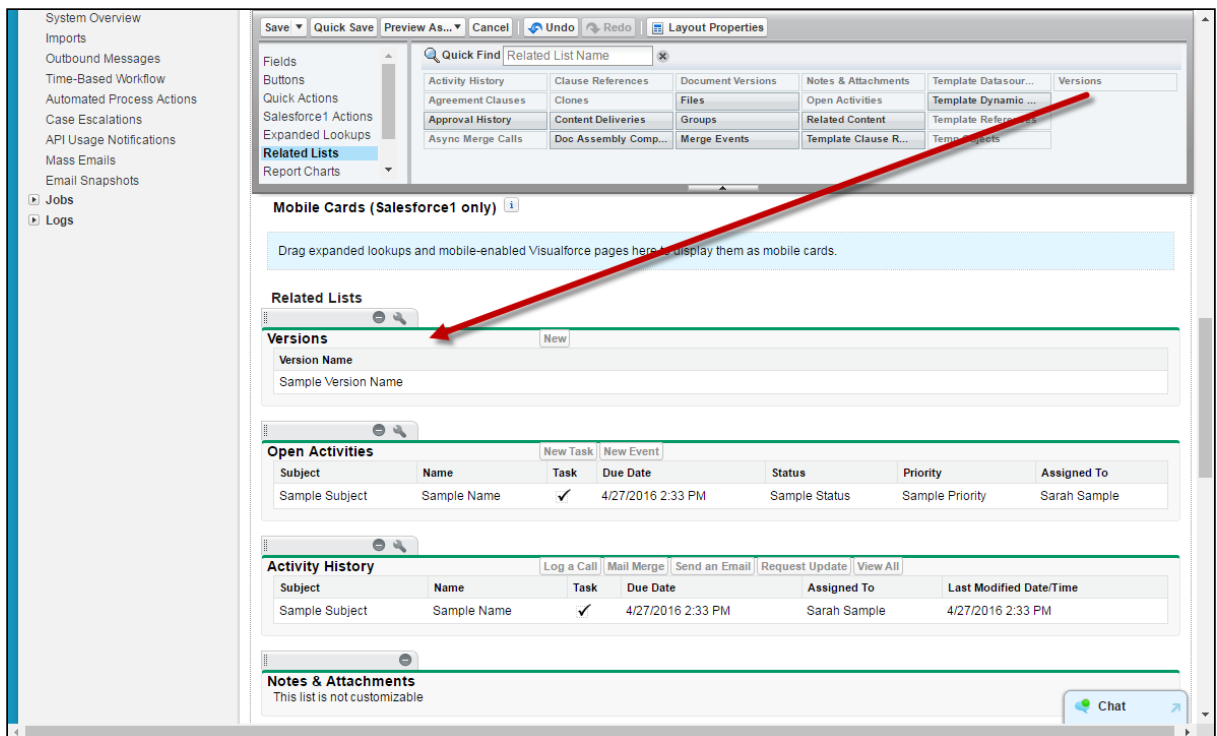 System Overview
Imports
Outbound Messages
Time-Based Workflow
Automated Process Actions
Case Escalations
API Usage Notifications
Mass Emails
Email Snapshots
Jobs
Logs
Save Quick Save Preview As... Cancel Undo Redo Layout Properties
Fields
Buttons
Quick Actions
Salesforce1 Actions
Expanded Lookups
Related Lists
Report Charts
Quick Find Related List Name
Activity History Clause References Document Versions Notes & Attachments Template Datasour... Versions
Agreement Clauses Clones Files Open Activities Template Dynamic ...
Approval History Content Deliveries Groups Related Content Template References
Async Merge Calls Doc Assembly Comp... Merge Events Template Clause R... Temp Objects
Mobile Cards (Salesforce1 only) i
Drag expanded lookups and mobile-enabled Visualforce pages here to display them as mobile cards.
Related Lists
Versions New
Version Name
Sample Version Name
Open Activities New Task New Event
Subject Name Task Due Date Status Priority Assigned To
Sample Subject Sample Name 4/27/2016 2:33 PM Sample Status Sample Priority Sarah Sample
Activity History Log a Call Mail Merge Send an Email Request Update View All
Subject Name Task Due Date Assigned To Last Modified Date/Time
Sample Subject Sample Name 4/27/2016 2:33 PM Sarah Sample 4/27/2016 2:33 PM
Notes & Attachments
This list is not customizable
Chat